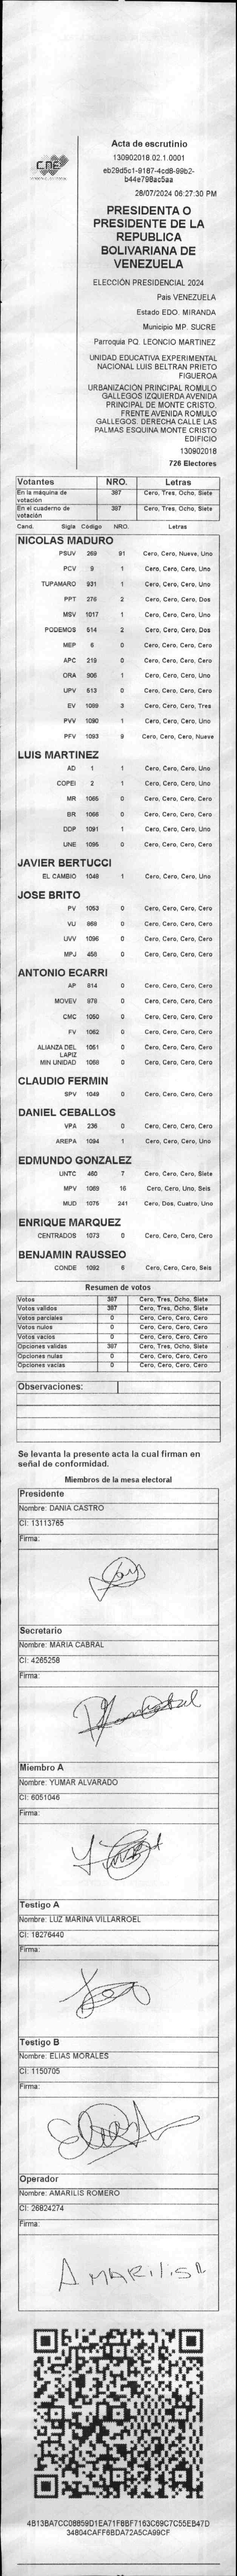 CNE
Acta de escrutinio
130902018.02.1.0001
eb29d5c1-9187-4cd8-99b2-
b44e798ac5aa
28/07/2024 06:27:30 PM
PRESIDENTA O
PRESIDENTE DE LA
REPUBLICA
BOLIVARIANA DE
VENEZUELA
ELECCIÓN PRESIDENCIAL 2024
Pais VENEZUELA
Estado EDO. MIRANDA
Municipio MP. SUCRE
Parroquia PQ. LEONCIO MARTINEZ
UNIDAD EDUCATIVA EXPERIMENTAL
NACIONAL LUIS BELTRAN PRIETO
FIGUEROA
URBANIZACIÓN PRINCIPAL ROMULO
GALLEGOS IZQUIERDA AVENIDA
PRINCIPAL DE MONTE CRISTO.
FRENTE AVENIDA ROMULO
GALLEGOS. DERECHA CALLE LAS
PALMAS ESQUINA MONTE CRISTO
EDIFICIO
130902018
726 Electores
Votantes NRO. Letras
En la máquina de votación 387 Cero, Tres, Ocho, Siete
En el cuaderno de votación 387 Cero, Tres, Ocho, Siete
Cand. Sigla Código NRO. Letras
NICOLAS MADURO
PSUV 269 91 Cero, Cero, Nueve, Uno
PCV 9 1 Cero, Cero, Cero, Uno
TUPAMARO 931 1 Cero, Cero, Cero, Uno
PPT 276 2 Cero, Cero, Cero, Dos
MSV 1017 1 Cero, Cero, Cero, Uno
PODEMOS 514 2 Cero, Cero, Cero, Dos
MEP 6 0 Cero, Cero, Cero, Cero
APC 219 0 Cero, Cero, Cero, Cero
ORA 906 1 Cero, Cero, Cero, Uno
UPV 513 0 Cero, Cero, Cero, Cero
EV 1089 3 Cero, Cero, Cero, Tres
PVV 1090 1 Cero, Cero, Cero, Uno
PFV 1093 9 Cero, Cero, Cero, Nueve
LUIS MARTINEZ
AD 1 1 Cero, Cero, Cero, Uno
COPEI 2 1 Cero, Cero, Cero, Uno
MR 1065 0 Cero, Cero, Cero, Cero
BR 1066 0 Cero, Cero, Cero, Cero
DDP 1091 1 Cero, Cero, Cero, Uno
UNE 1095 0 Cero, Cero, Cero, Cero
JAVIER BERTUCCI
EL CAMBIO 1048 1 Cero, Cero, Cero, Uno
JOSE BRITO
PV 1053 0 Cero, Cero, Cero, Cero
VU 868 0 Cero, Cero, Cero, Cero
UVV 1096 0 Cero, Cero, Cero, Cero
MPJ 456 0 Cero, Cero, Cero, Cero
ANTONIO ECARRI
AP 814 0 Cero, Cero, Cero, Cero
MOVEV 978 0 Cero, Cero, Cero, Cero
CMC 1050 0 Cero, Cero, Cero, Cero
FV 1062 0 Cero, Cero, Cero, Cero
ALIANZA DEL LAPIZ 1051 0 Cero, Cero, Cero, Cero
MIN UNIDAD 1058 0 Cero, Cero, Cero, Cero
CLAUDIO FERMIN
SPV 1049 0 Cero, Cero, Cero, Cero
DANIEL CEBALLOS
VPA 236 0 Cero, Cero, Cero, Cero
AREPA 1094 1 Cero, Cero, Cero, Uno
EDMUNDO GONZALEZ
UNTC 460 7 Cero, Cero, Cero, Siete
MPV 1069 16 Cero, Cero, Uno, Seis
MUD 1075 241 Cero, Dos, Cuatro, Uno
ENRIQUE MARQUEZ
CENTRADOS 1073 0 Cero, Cero, Cero, Cero
BENJAMIN RAUSSEO
CONDE 1092 6 Cero, Cero, Cero, Seis
Resumen de votos
Votos 387 Cero, Tres, Ocho, Siete
Votos validos 387 Cero, Tres, Ocho, Siete
Votos parciales 0 Cero, Cero, Cero, Cero
Votos nulos 0 Cero, Cero, Cero, Cero
Votos vacios 0 Cero, Cero, Cero, Cero
Opciones validas 387 Cero, Tres, Ocho, Siete
Opciones nulas 0 Cero, Cero, Cero, Cero
Opciones vacias 0 Cero, Cero, Cero, Cero
Observaciones:
Se levanta la presente acta la cual firman en
señal de conformidad.
Miembros de la mesa electoral
Presidente
Nombre: DANIA CASTRO
CI: 13113765
Firma:
Secretario
Nombre: MARIA CABRAL
CI: 4265258
Firma:
Miembro A
Nombre: YUMAR ALVARADO
CI: 6051046
Firma:
Testigo A
Nombre: LUZ MARINA VILLARROEL
CI: 18276440
Firma:
Testigo B
Nombre: ELIAS MORALES
CI: 1150705
Firma:
Operador
Nombre: AMARILIS ROMERO
CI: 26824274
Firma:
AMARilisR
4B13BA7CC08859D1EA71F8BF7163C69C7C55EB47D
34804CAFF6BDA72A5CA99CF